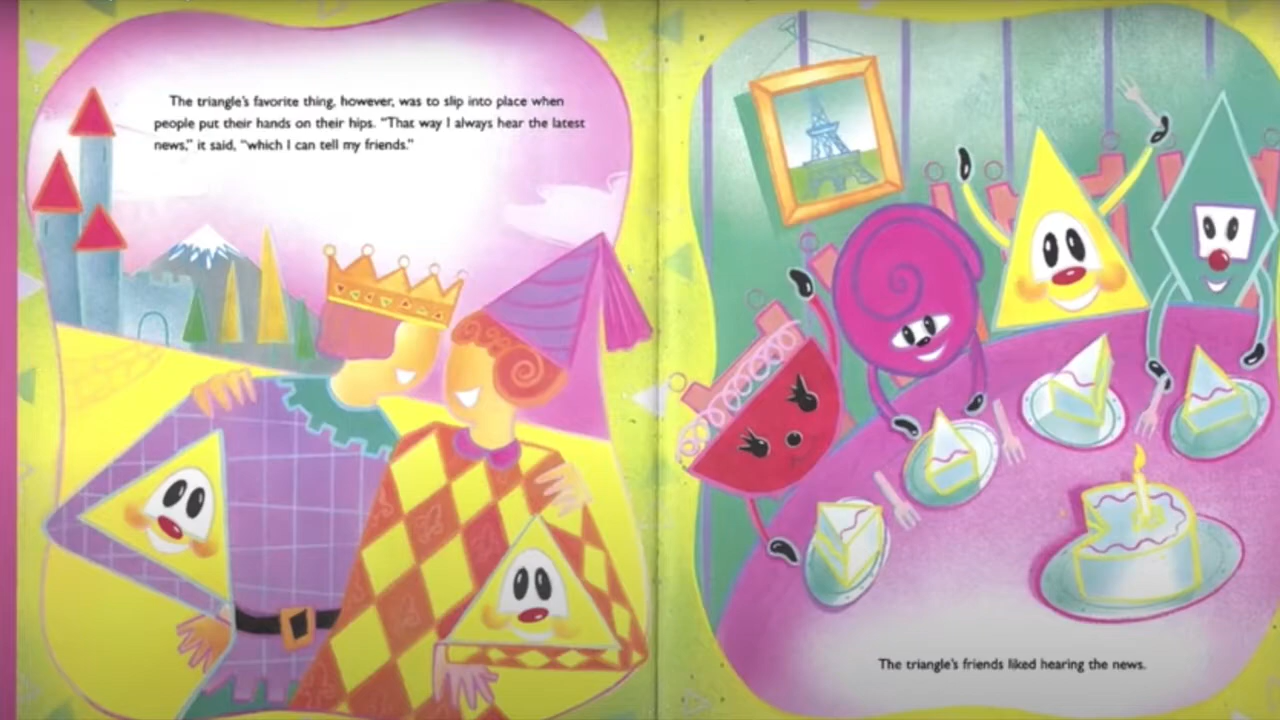 The triangle's favorite thing, however, was to slip into place when
people put their hands on their hips. "That way I always hear the latest
news," it said, "which I can tell my friends."
The triangle's friends liked hearing the news.